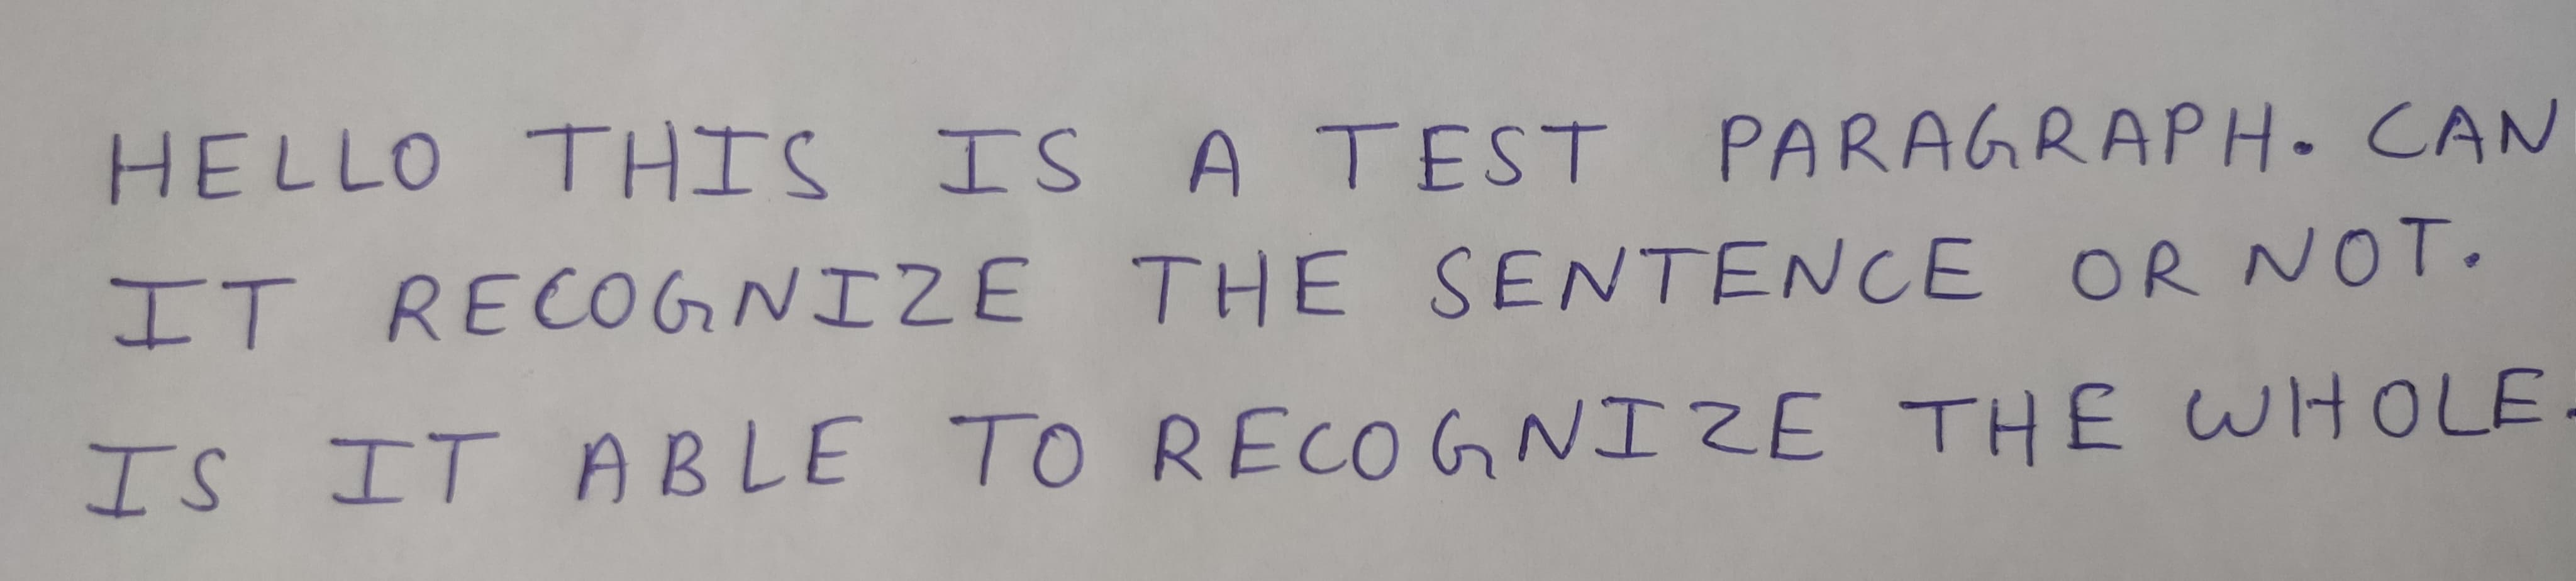 HELLO THIS IS A TEST PARAGRAPH. CAN
IT RECOGNIZE THE SENTENCE OR NOT.
IS IT ABLE TO RECOGNIZE THE WHOLE.